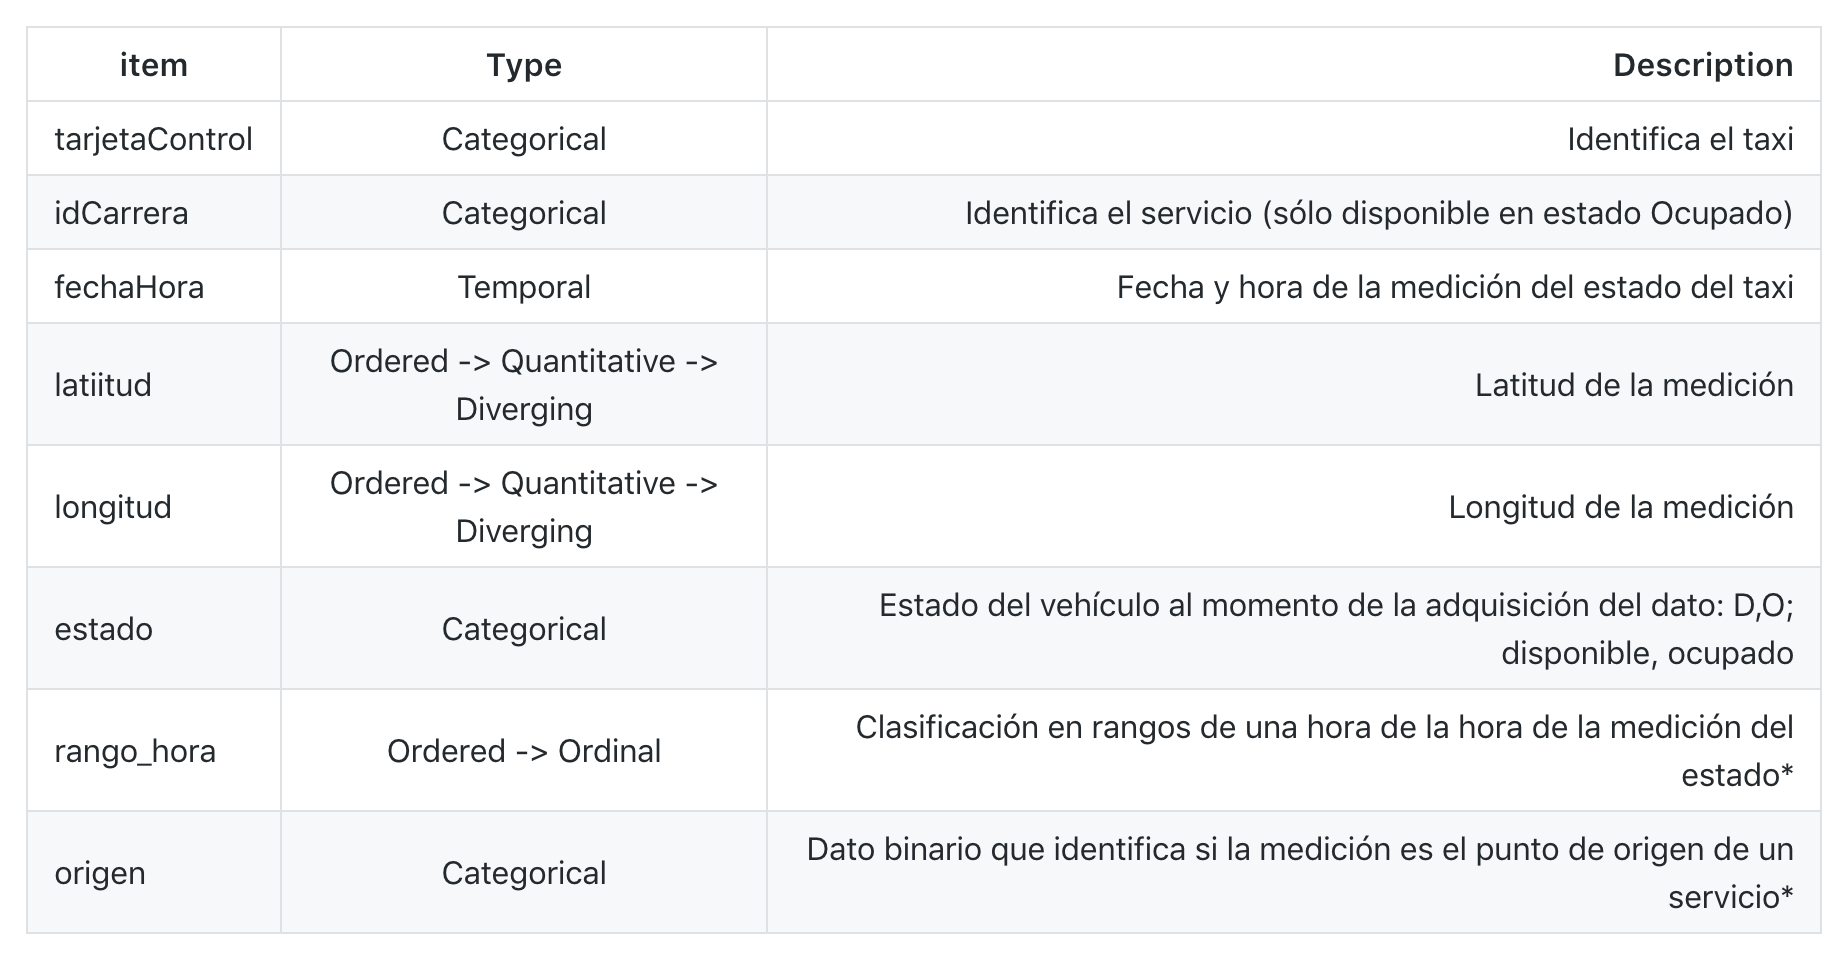 item Type Description
tarjetaControl Categorical Identifica el taxi
idCarrera Categorical Identifica el servicio (sólo disponible en estado Ocupado)
fechaHora Temporal Fecha y hora de la medición del estado del taxi
latiitud Ordered -> Quantitative -> Diverging Latitud de la medición
longitud Ordered -> Quantitative -> Diverging Longitud de la medición
estado Categorical Estado del vehículo al momento de la adquisición del dato: D,O; disponible, ocupado
rango_hora Ordered -> Ordinal Clasificación en rangos de una hora de la hora de la medición del estado*
origen Categorical Dato binario que identifica si la medición es el punto de origen de un servicio*